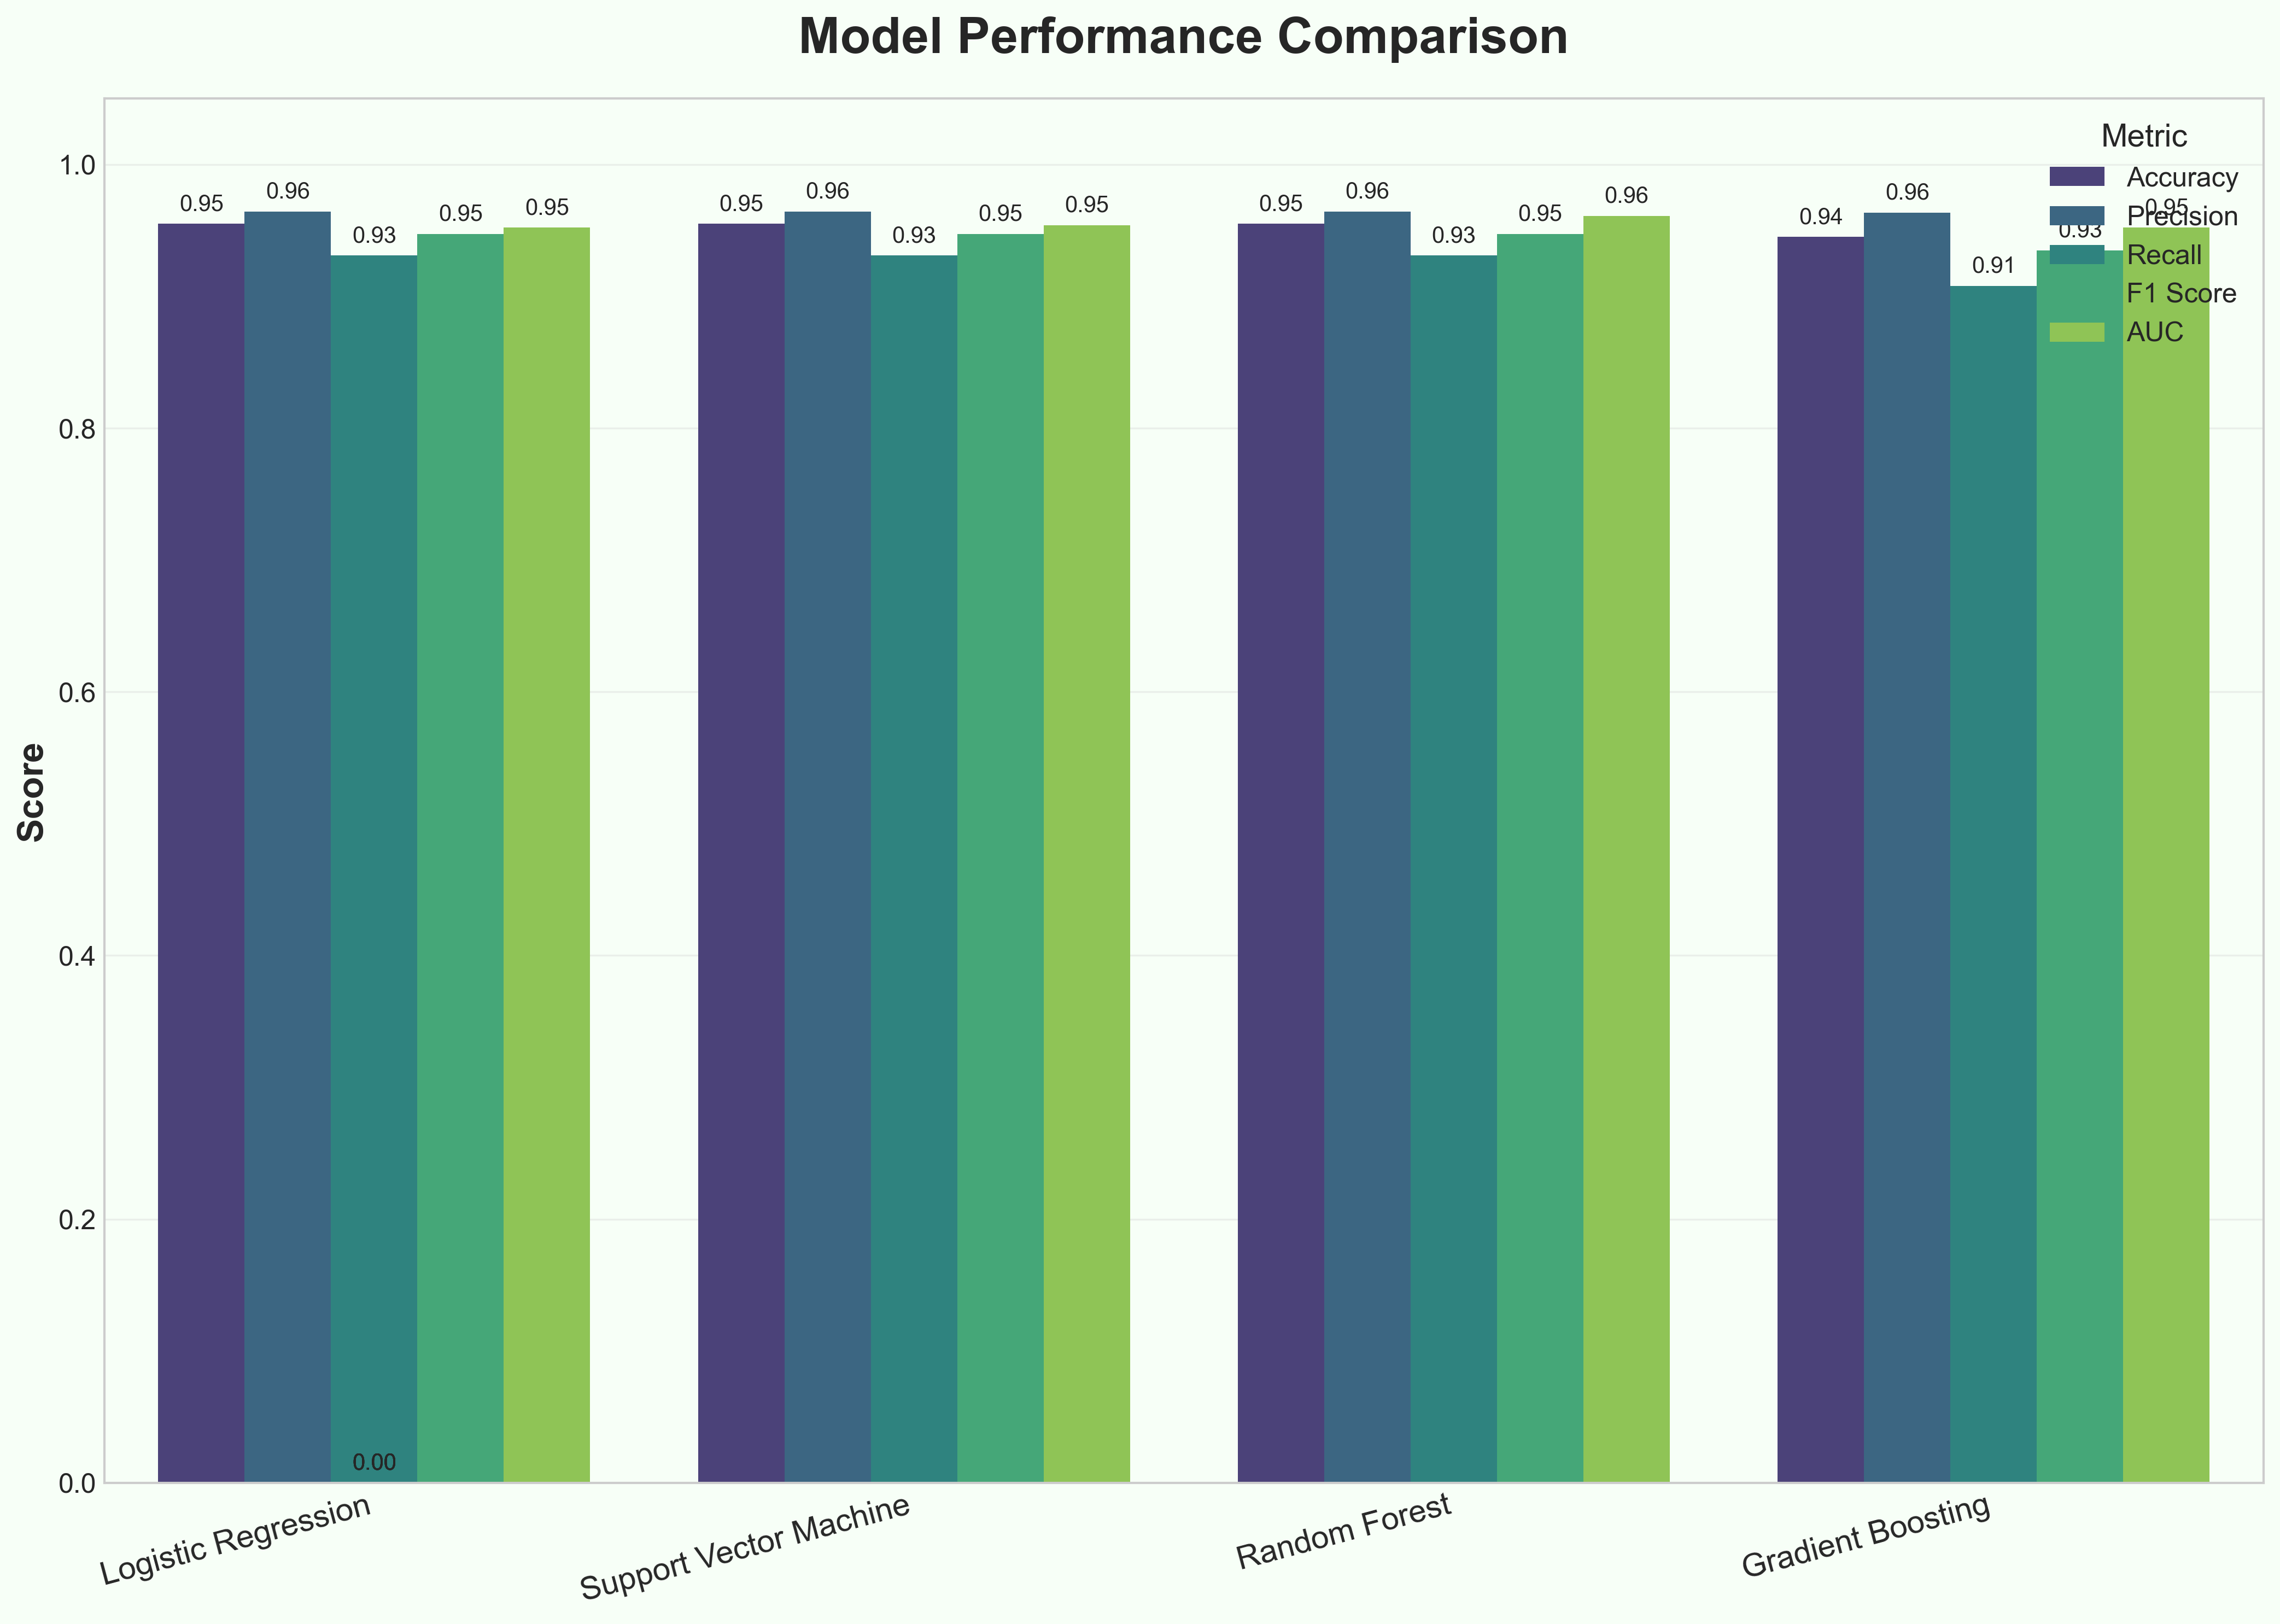 Model Performance Comparison
Metric
Accuracy
Precision
Recall
F1 Score
AUC
1.0
0.8
0.6
0.4
0.2
0.0
Score
0.95 0.96 0.93 0.95 0.95
0.95 0.96 0.93 0.95 0.95
0.95 0.96 0.93 0.95 0.96
0.94 0.96 0.91 0.93 0.95
0.00
Logistic Regression
Support Vector Machine
Random Forest
Gradient Boosting